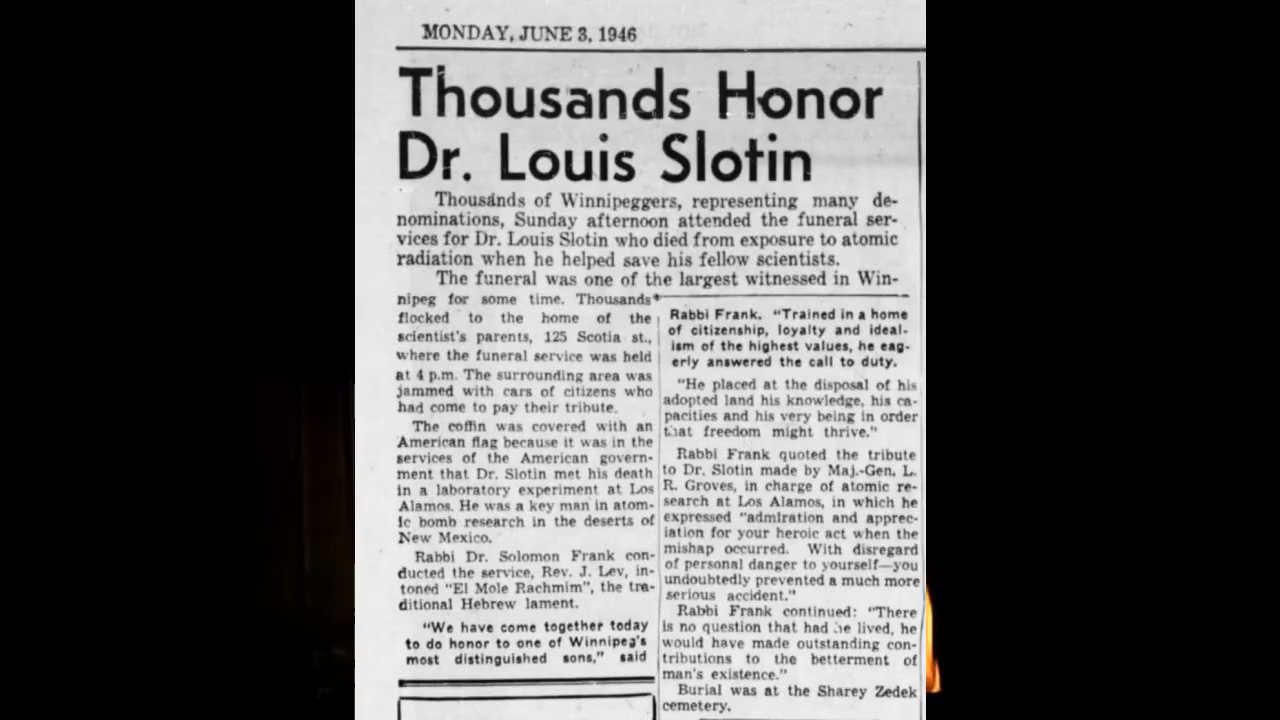 MONDAY, JUNE 3, 1946
Thousands Honor
Dr. Louis Slotin
Thousands of Winnipeggers, representing many de-
nominations, Sunday afternoon attended the funeral ser-
vices for Dr. Louis Slotin who died from exposure to atomic
radiation when he helped save his fellow scientists.
The funeral was one of the largest witnessed in Win-
nipeg for some time. Thousands
flocked to the home of the
scientist's parents, 125 Scotia st.,
where the funeral service was held
at 4 p.m. The surrounding area was
jammed with cars of citizens who
had come to pay their tribute.
The coffin was covered with an
American flag because it was in the
services of the American govern-
ment that Dr. Slotin met his death
in a laboratory experiment at Los
Alamos. He was a key man in atom-
ic bomb research in the deserts of
New Mexico.
Rabbi Dr. Solomon Frank con-
ducted the service, Rev. J. Lev, in-
toned "El Mole Rachmim", the tra-
ditional Hebrew lament.
"We have come together today
to do honor to one of Winnipeg's
most distinguished sons," said
Rabbi Frank. "Trained in a home
of citizenship, loyalty and ideal-
ism of the highest values, he eag-
erly answered the call to duty.
"He placed at the disposal of his
adopted land his knowledge, his ca-
pacities and his very being in order
that freedom might thrive."
Rabbi Frank quoted the tribute
to Dr. Slotin made by Maj.-Gen. L.
R. Groves, in charge of atomic re-
search at Los Alamos, in which he
expressed "admiration and apprec-
iation for your heroic act when the
mishap occurred. With disregard
of personal danger to yourself—you
undoubtedly prevented a much more
serious accident."
Rabbi Frank continued: "There
is no question that had he lived, he
would have made outstanding con-
tributions to the betterment of
man's existence."
Burial was at the Sharey Zedek
cemetery.